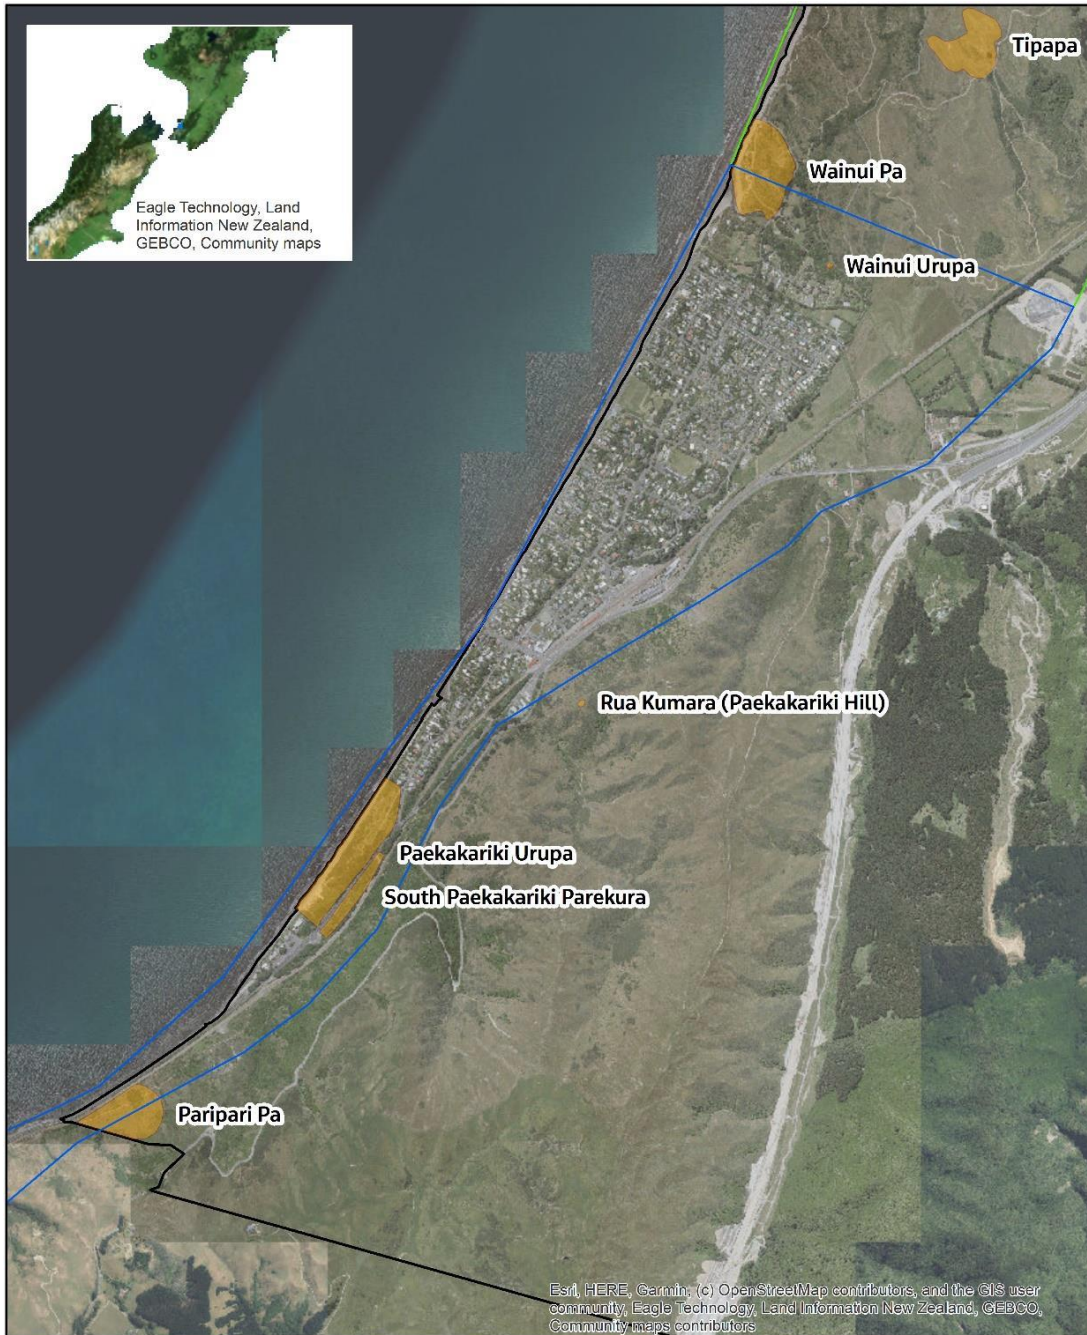 Eagle Technology, Land
Information New Zealand,
GEBCO, Community maps
Tipapa
Wainui Pa
Wainui Urupa
Rua Kumara (Paekakariki Hill)
Paekakariki Urupa
South Paekakariki Parekura
Paripari Pa
Esri, HERE, Garmin, (c) OpenStreetMap contributors, and the GIS user
community, Eagle Technology, Land Information New Zealand, GEBCO,
Community maps contributors